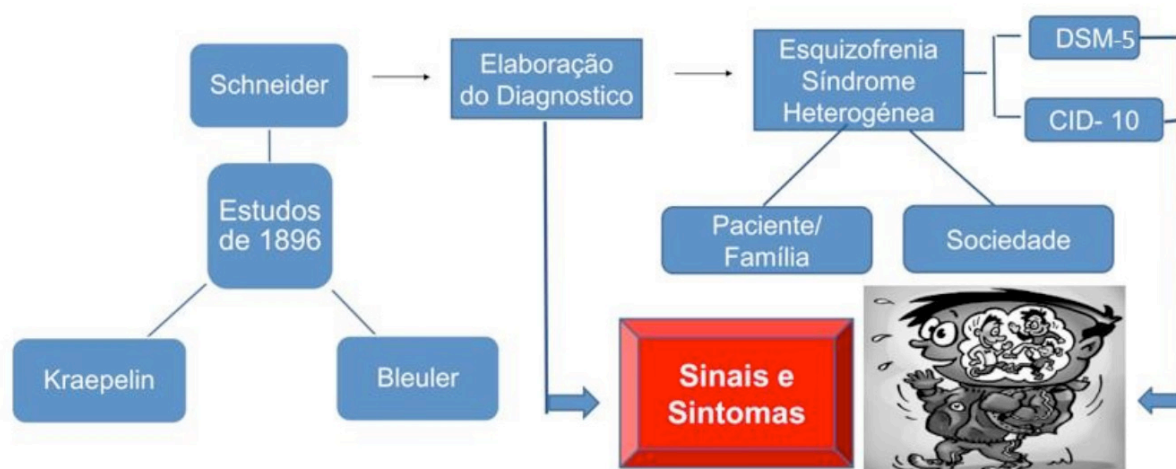 Schneider
Estudos
de 1896
Kraepelin
Bleuler
Elaboração
do Diagnostico
Esquizofrenia
Síndrome
Heterogénea
DSM-5
CID- 10
Paciente/
Família
Sociedade
Sinais e
Sintomas